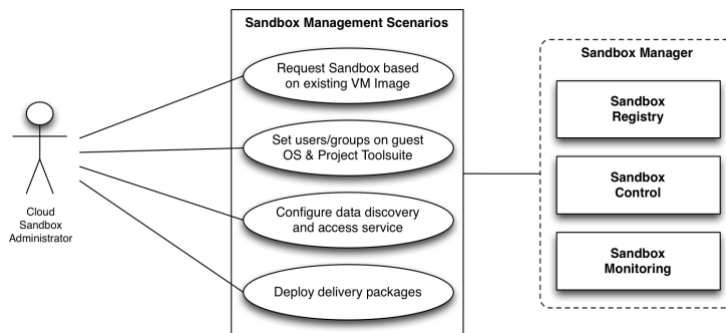 Sandbox Management Scenarios
Request Sandbox based
on existing VM Image
Set users/groups on guest
OS & Project Toolsuite
Configure data discovery
and access service
Deploy delivery packages
Cloud
Sandbox
Administrator
Sandbox Manager
Sandbox
Registry
Sandbox
Control
Sandbox
Monitoring